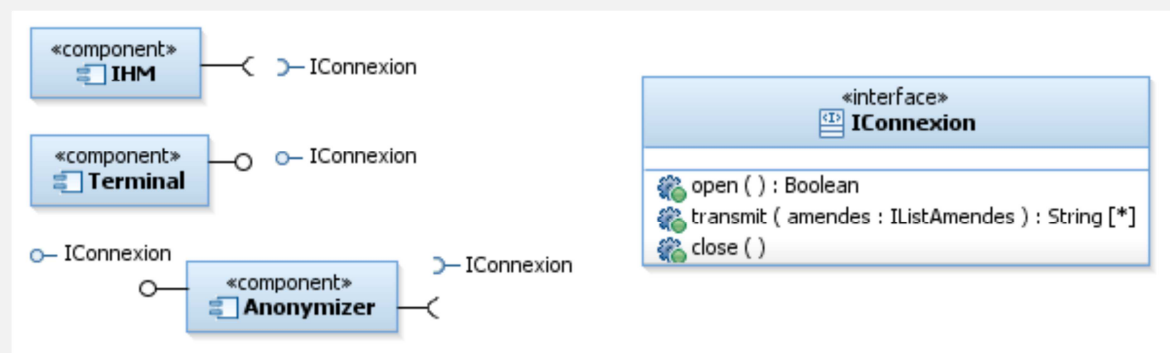 «component»
IHM
IConnexion
«component»
Terminal
IConnexion
IConnexion
«component»
Anonymizer
IConnexion
«interface»
<I>
IConnexion
open ( ) : Boolean
transmit ( amendes : IListAmendes ) : String [*]
close ( )